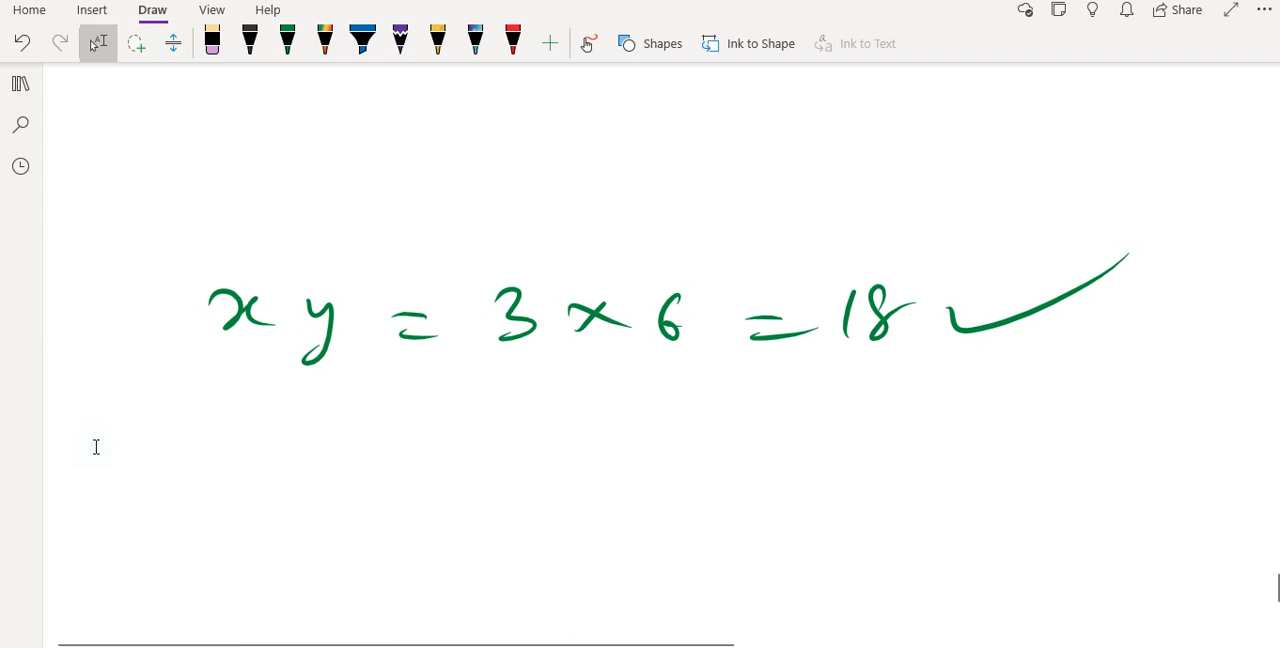 Home Insert Draw View Help Share
Shapes Ink to Shape Ink to Text
xy = 3 × 6 = 18 ✓